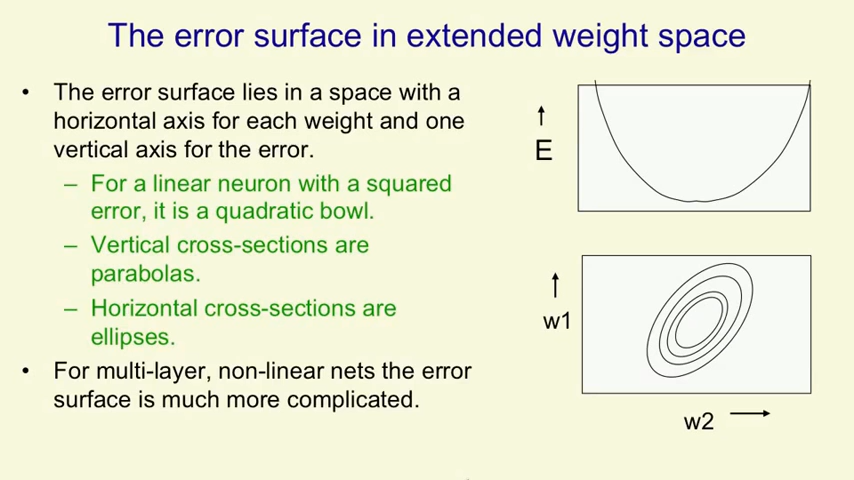 The error surface in extended weight space
• The error surface lies in a space with a
horizontal axis for each weight and one
vertical axis for the error.
– For a linear neuron with a squared
error, it is a quadratic bowl.
– Vertical cross-sections are
parabolas.
– Horizontal cross-sections are
ellipses.
• For multi-layer, non-linear nets the error
surface is much more complicated.
E
w1
w2